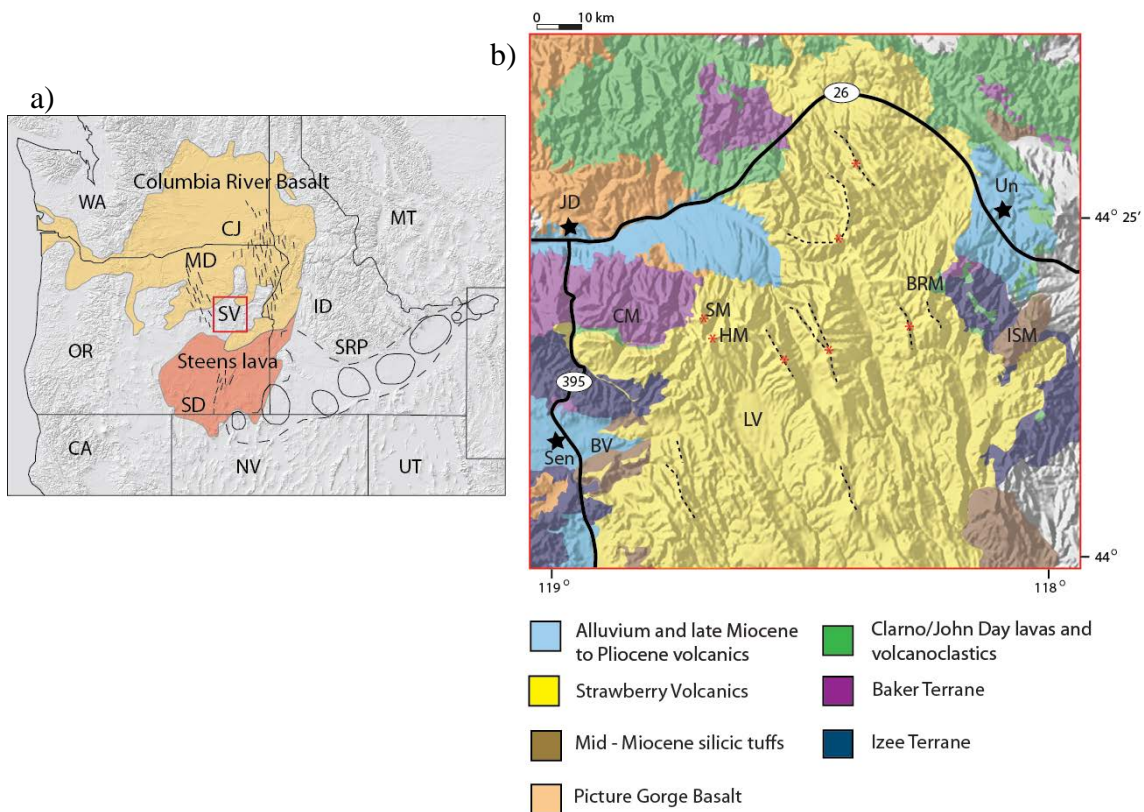 a)
Columbia River Basalt
WA
MT
CJ
MD
ID
SV
OR
SRP
Steens lava
SD
CA
NV
UT
b)
0 10 km
26
JD
Un
44° 25'
BRM
CM
SM
HM
ISM
395
LV
BV
Sen
44°
119°
118°
Alluvium and late Miocene
to Pliocene volcanics
Strawberry Volcanics
Mid - Miocene silicic tuffs
Picture Gorge Basalt
Clarno/John Day lavas and
volcanoclastics
Baker Terrane
Izee Terrane